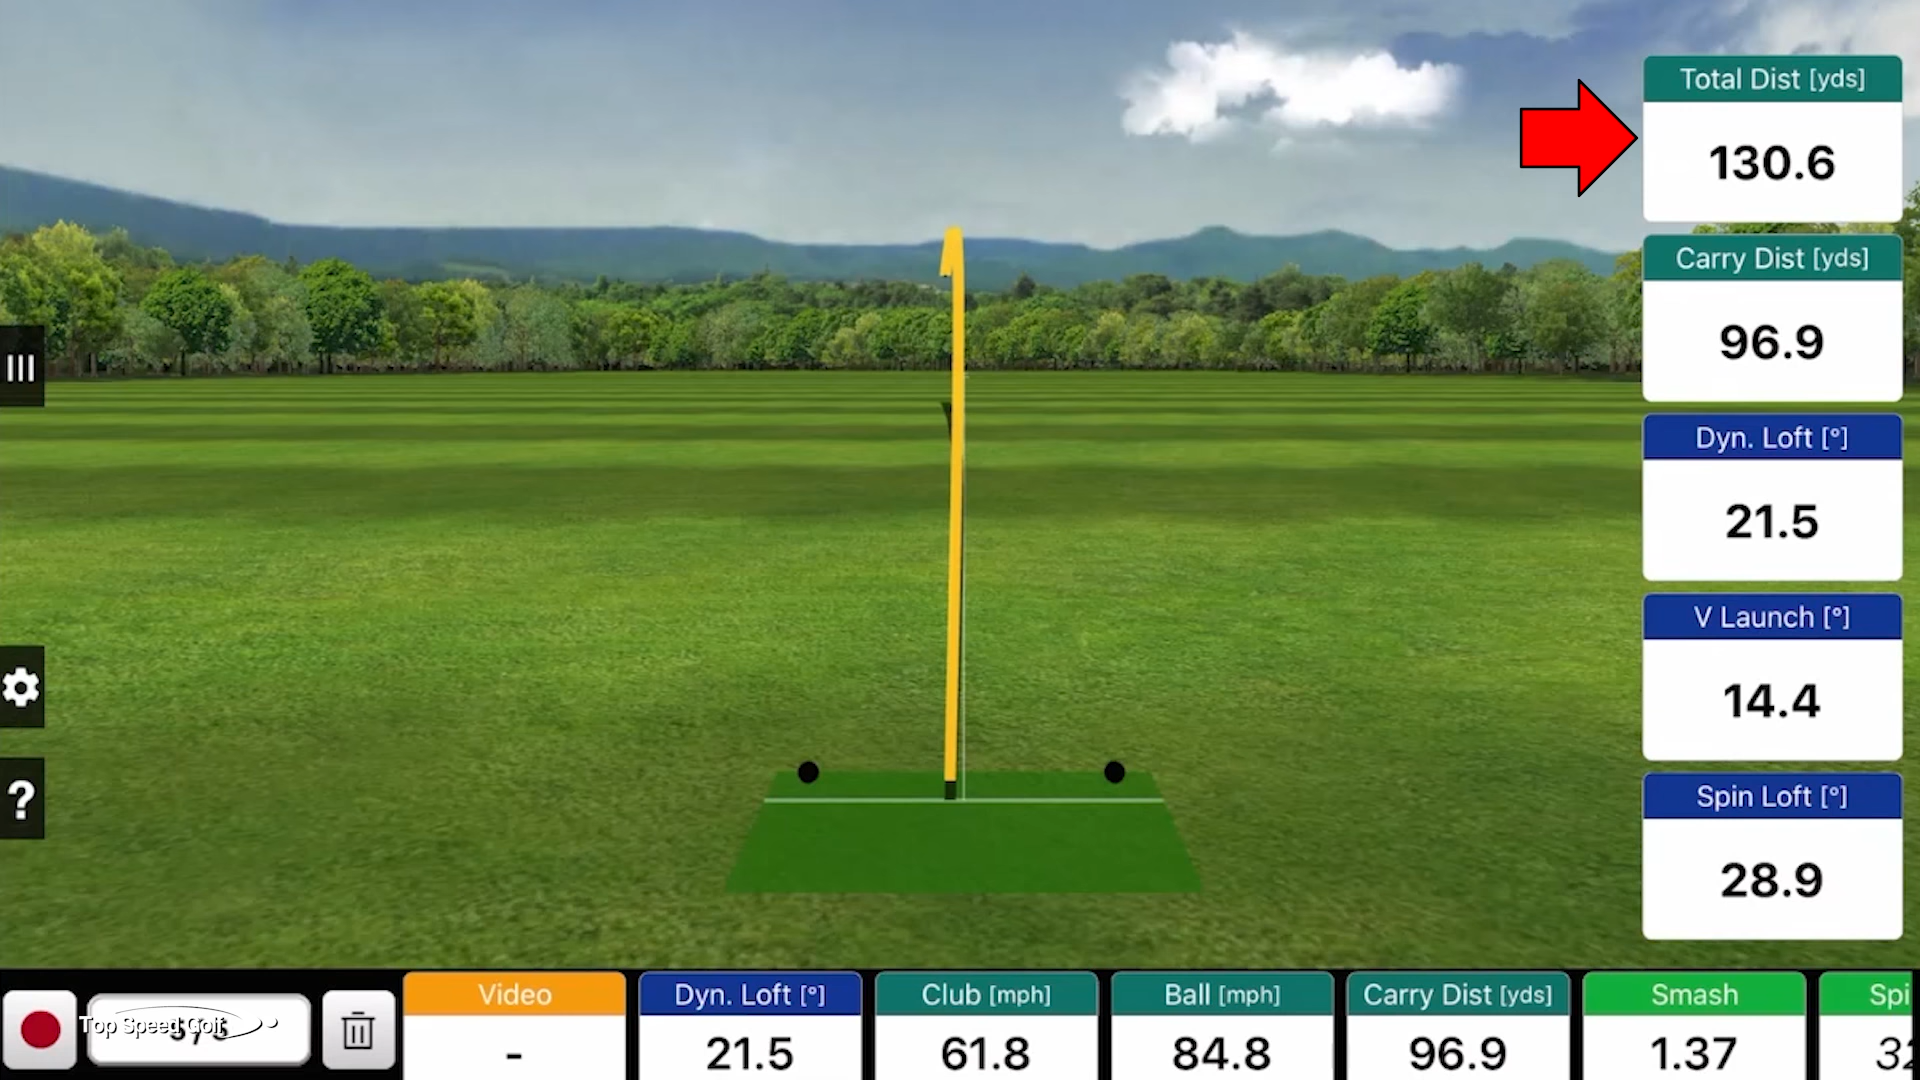 Total Dist [yds]
130.6
Carry Dist [yds]
96.9
Dyn. Loft [°]
21.5
V Launch [°]
14.4
Spin Loft [°]
28.9
?
Top Speed Golf
Video
-
Dyn. Loft [°]
21.5
Club [mph]
61.8
Ball [mph]
84.8
Carry Dist [yds]
96.9
Smash
1.37
Spi
32